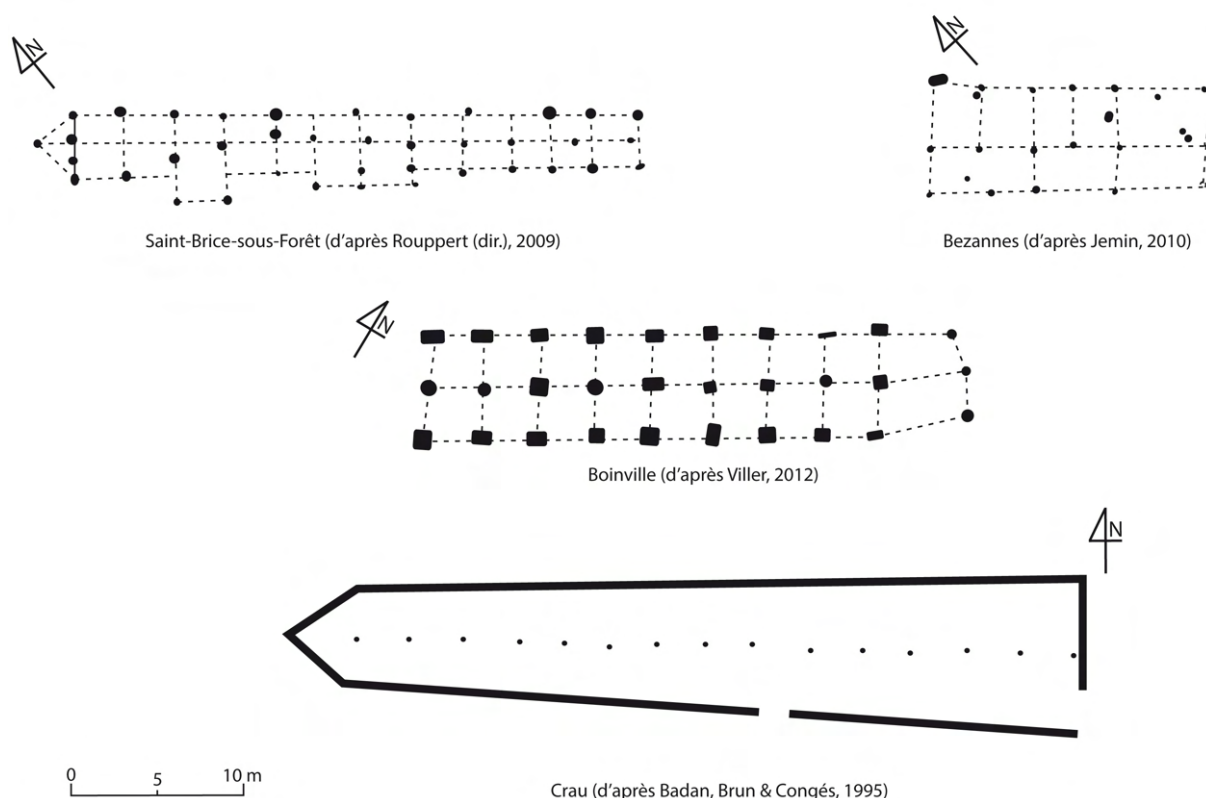 N
N
Saint-Brice-sous-Forêt (d'après Rouppert (dir.), 2009)
Bezannes (d'après Jemin, 2010)
N
Boinville (d'après Viller, 2012)
N
0 5 10 m
Crau (d'après Badan, Brun & Congés, 1995)